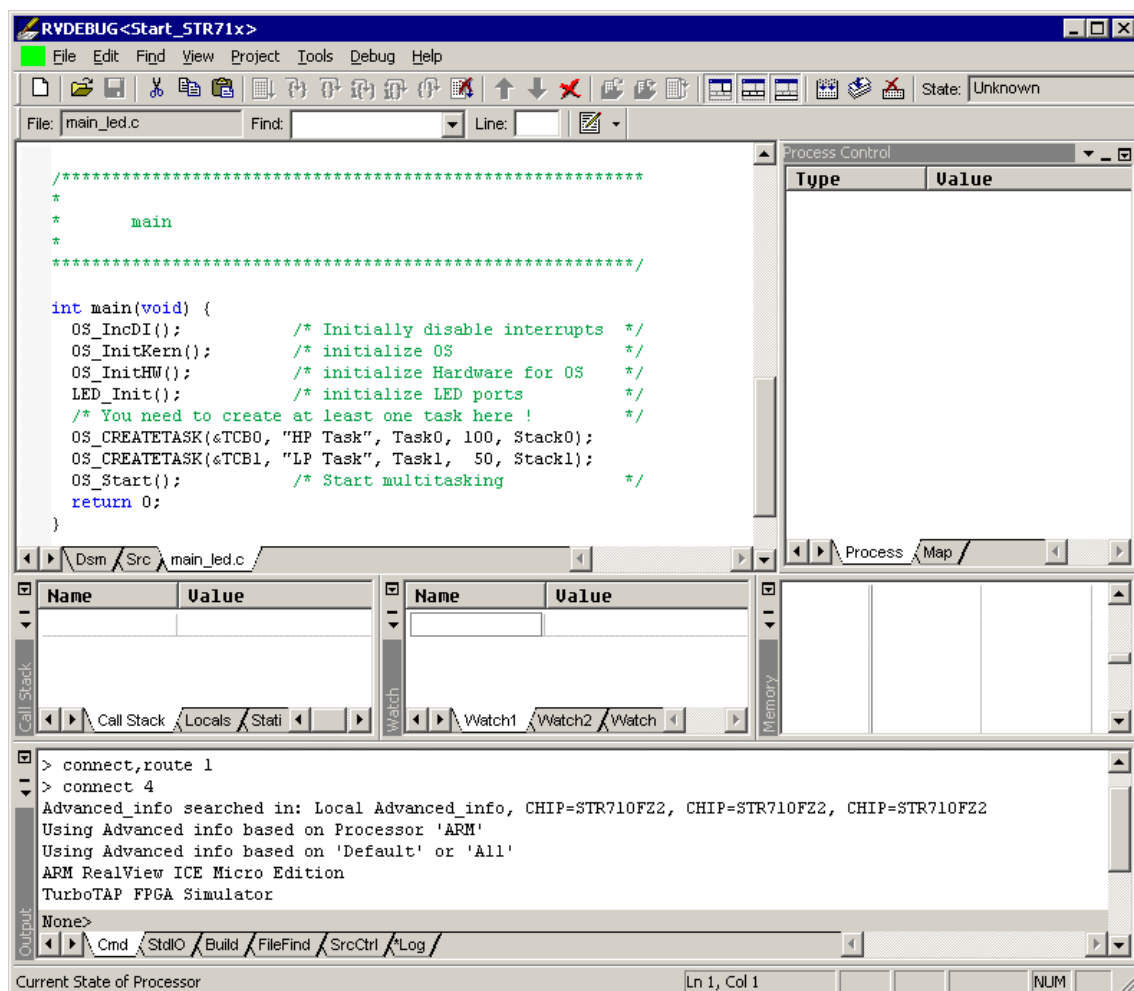 RVDEBUG<Start_STR71x>
File Edit Find View Project Tools Debug Help
State: Unknown
File: main_led.c Find: Line:
Process Control
Type Value
/**********************************************************
*
* main
*
**********************************************************/
int main(void) {
OS_IncDI(); /* Initially disable interrupts */
OS_InitKern(); /* initialize OS */
OS_InitHW(); /* initialize Hardware for OS */
LED_Init(); /* initialize LED ports */
/* You need to create at least one task here ! */
OS_CREATETASK(&TCB0, "HP Task", Task0, 100, Stack0);
OS_CREATETASK(&TCB1, "LP Task", Task1, 50, Stack1);
OS_Start(); /* Start multitasking */
return 0;
}
Dsm Src main_led.c
Process Map
Name Value
Call Stack
Call Stack Locals Stati
Name Value
Watch
Watch1 Watch2 Watch
Memory
> connect,route 1
> connect 4
Advanced_info searched in: Local Advanced_info, CHIP=STR710FZ2, CHIP=STR710FZ2, CHIP=STR710FZ2
Using Advanced info based on Processor 'ARM'
Using Advanced info based on 'Default' or 'All'
ARM RealView ICE Micro Edition
TurboTAP FPGA Simulator
None>
Output
Cmd StdIO Build FileFind SrcCtrl *Log
Current State of Processor Ln 1, Col 1 NUM